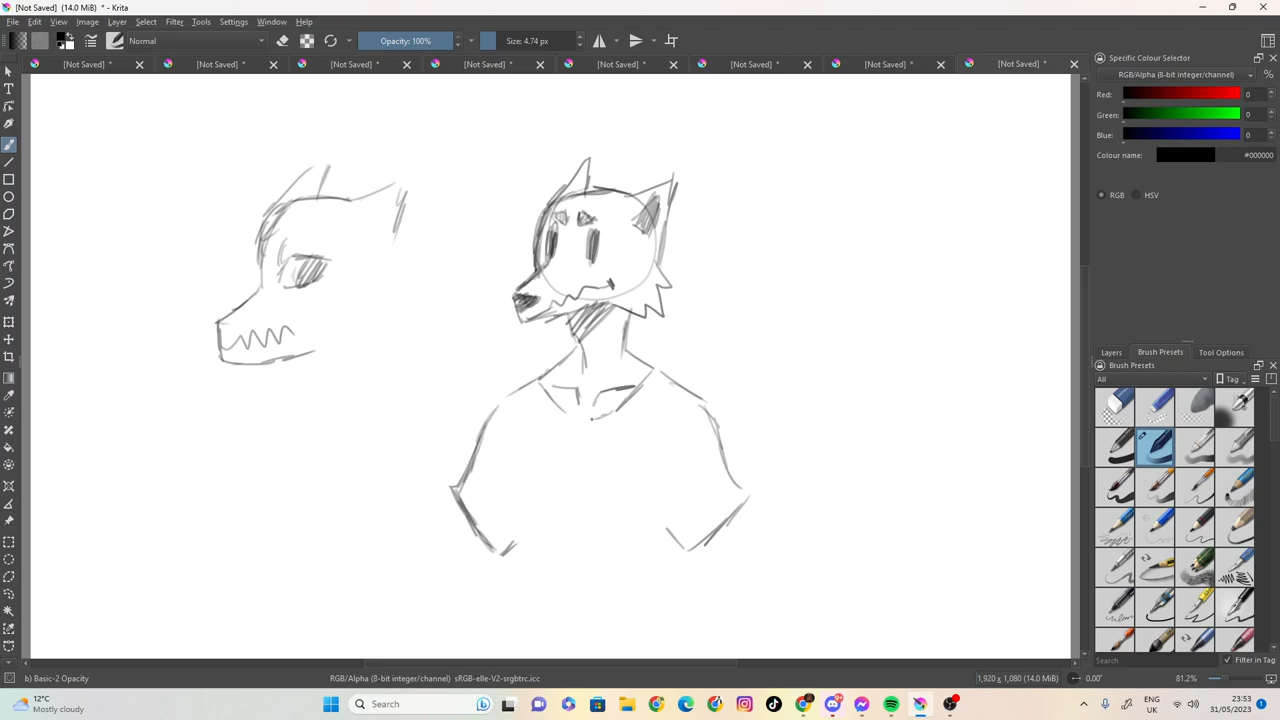 [Not Saved] (14.0 MiB) * - Krita
File Edit View Image Layer Select Filter Tools Settings Window Help
Normal Opacity: 100% Size: 4.74 px
[Not Saved] * [Not Saved] * [Not Saved] * [Not Saved] * [Not Saved] * [Not Saved] * [Not Saved] * [Not Saved] *
Specific Colour Selector
RGB/Alpha (8-bit integer/channel) %
Red: 0
Green: 0
Blue: 0
Colour name: #000000
RGB HSV
Layers Brush Presets Tool Options
Brush Presets
All Tag
Search Filter in Tag
b) Basic-2 Opacity RGB/Alpha (8-bit integer/channel) sRGB-elle-V2-srgbtrc.icc 1,920 x 1,080 (14.0 MiB) 0.00° 81.2%
12°C
Mostly cloudy
Search
ENG
UK
23:53
31/05/2023